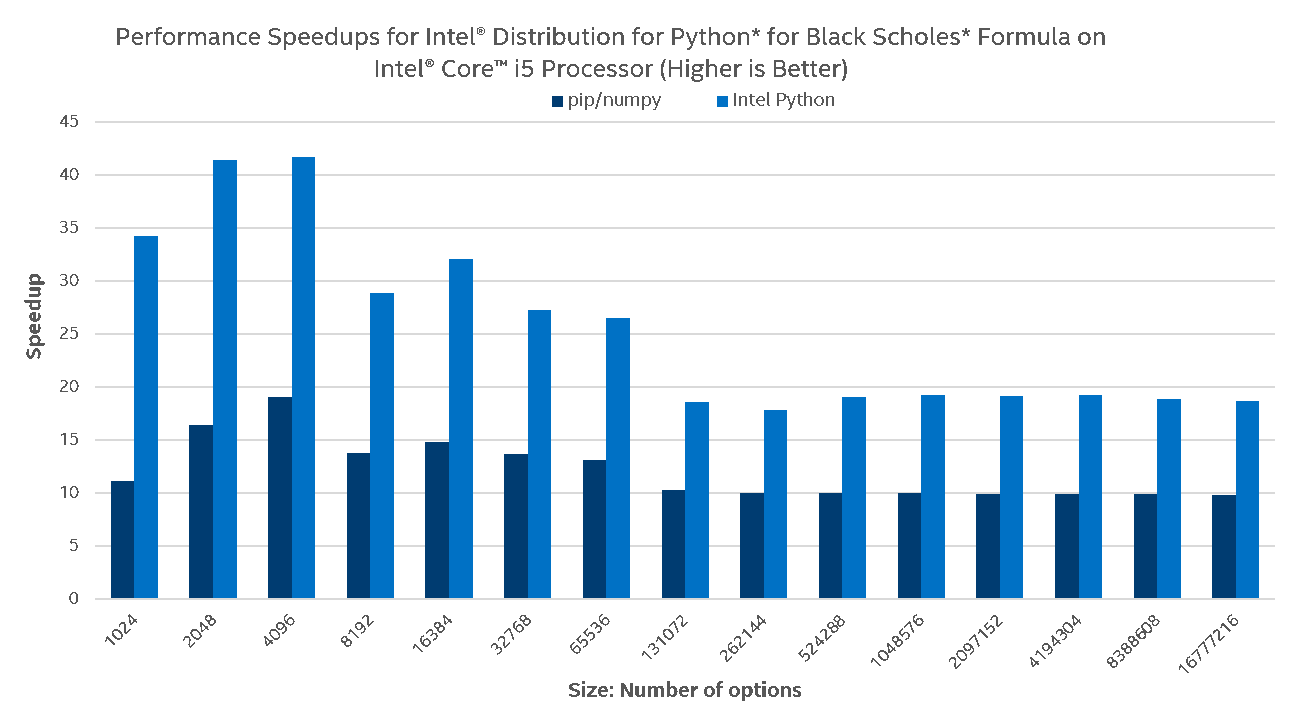 Performance Speedups for Intel® Distribution for Python* for Black Scholes* Formula on
Intel® Core™ i5 Processor (Higher is Better)
pip/numpy Intel Python
45
40
35
30
25
20
15
10
5
0
Speedup
1024 2048 4096 8192 16384 32768 65536 131072 262144 524288 1048576 2097152 4194304 8388608 16777216
Size: Number of options